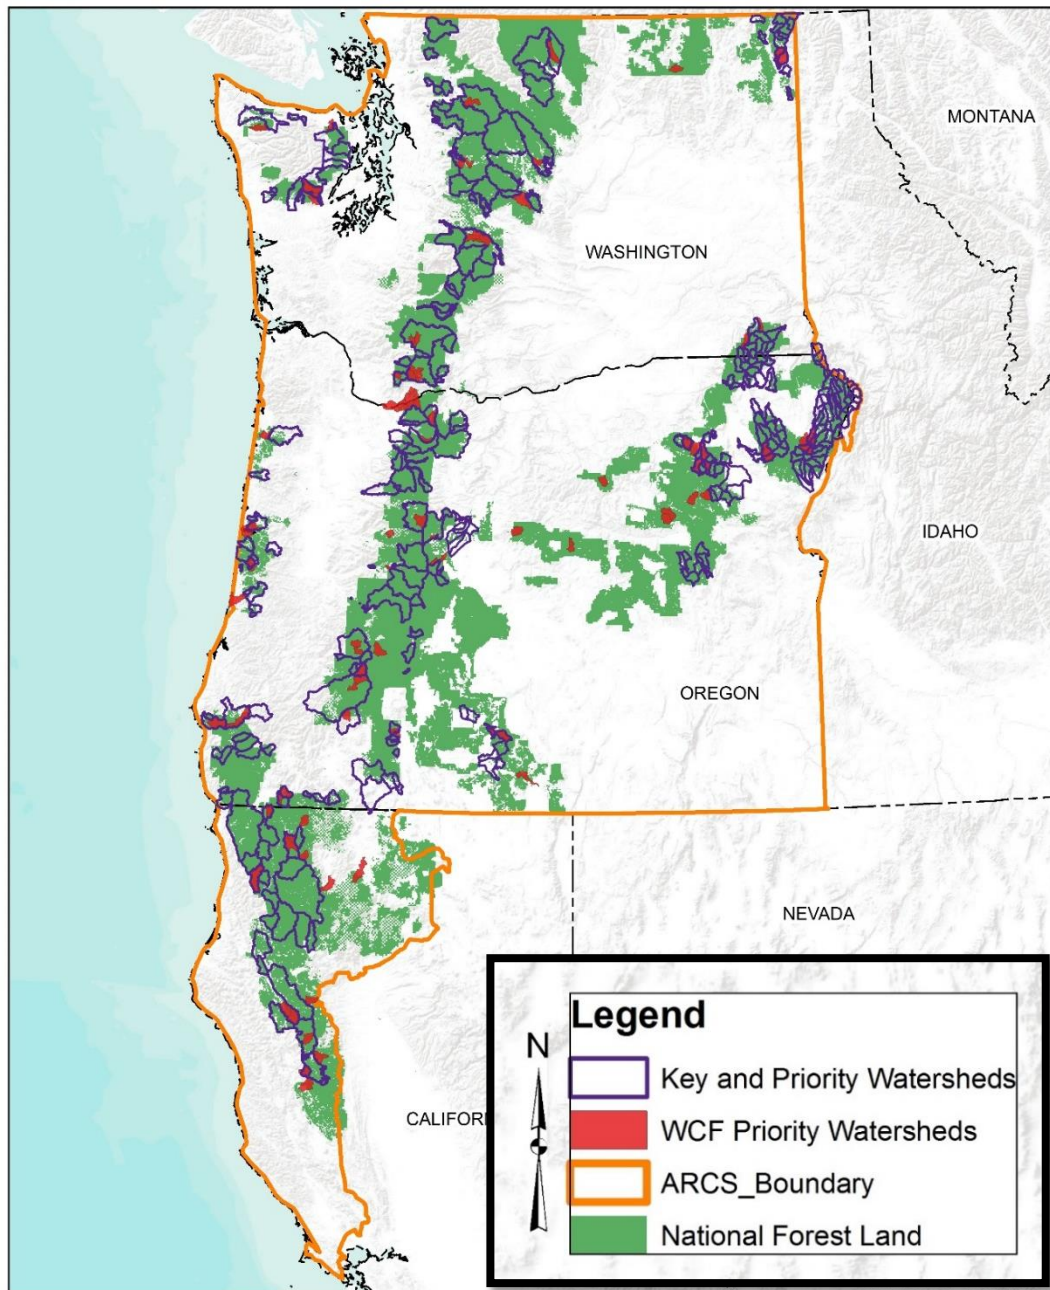 MONTANA
WASHINGTON
IDAHO
OREGON
NEVADA
CALIFOR
Legend
N
Key and Priority Watersheds
WCF Priority Watersheds
ARCS_Boundary
National Forest Land